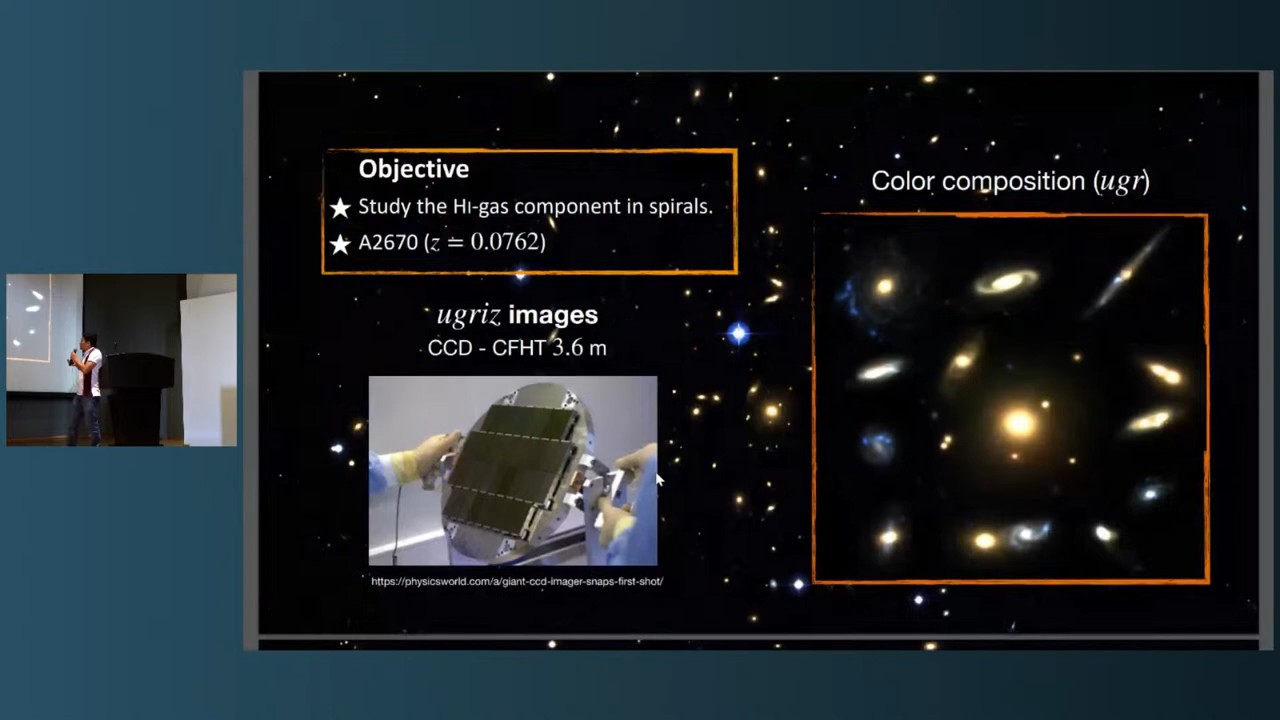 Objective
★ Study the HI-gas component in spirals.
★ A2670 (z = 0.0762)
ugriz images
CCD - CFHT 3.6 m
https://physicsworld.com/a/giant-ccd-imager-snaps-first-shot/
Color composition (ugr)